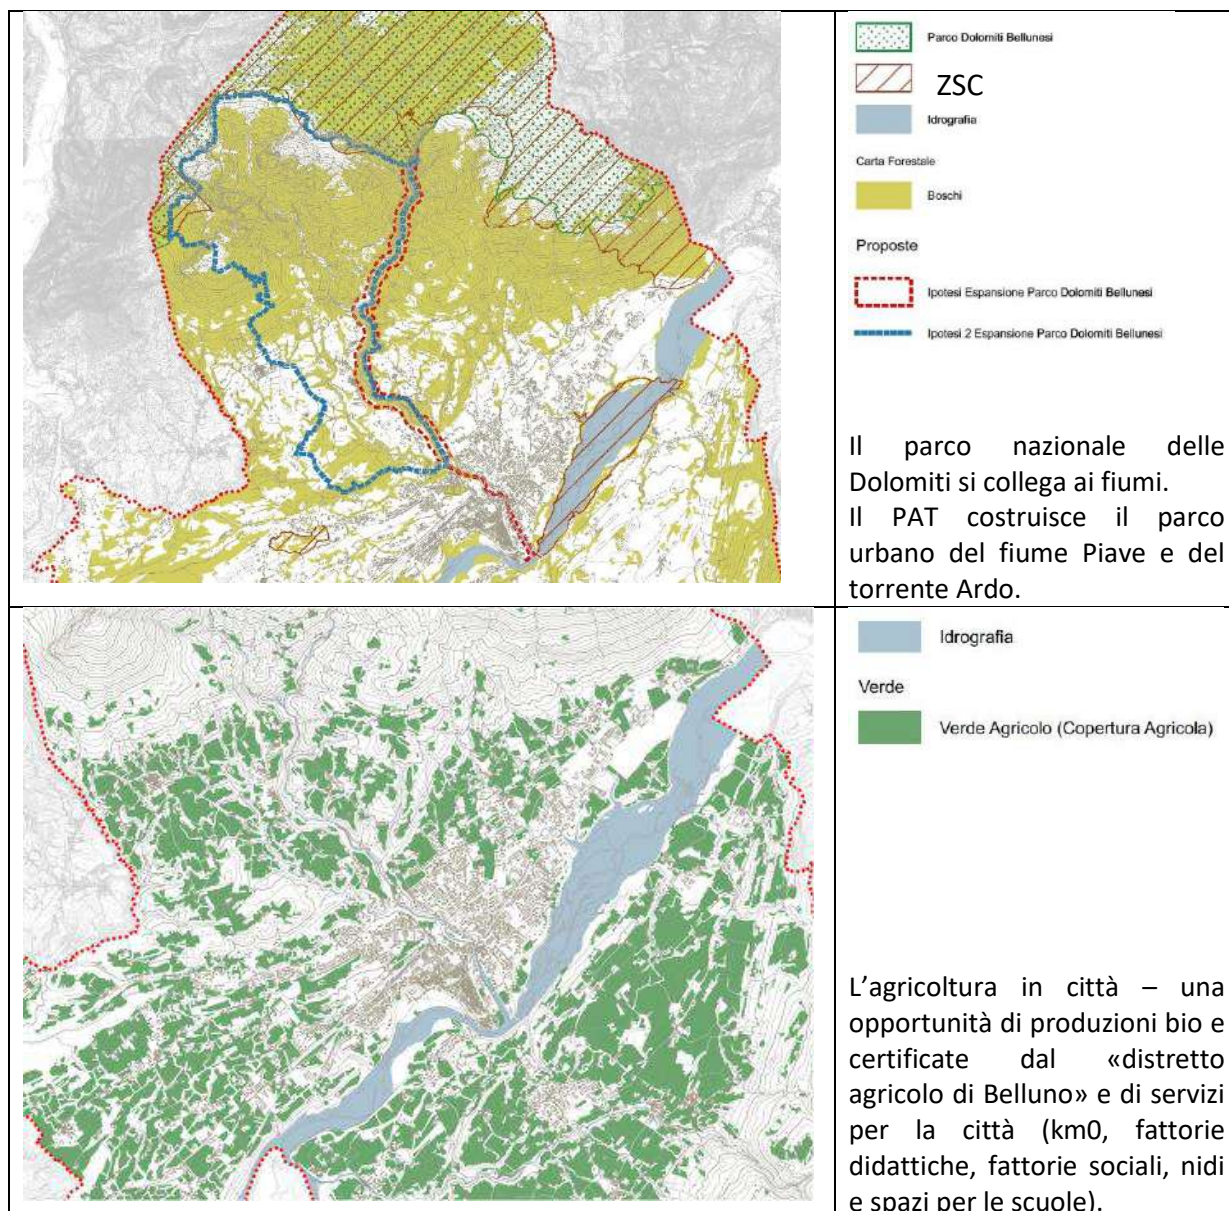 Parco Dolomiti Bellunesi
ZSC
Idrografia
Carta Forestale
Boschi
Proposte
Ipotesi Espansione Parco Dolomiti Bellunesi
Ipotesi 2 Espansione Parco Dolomiti Bellunesi
Il parco nazionale delle
Dolomiti si collega ai fiumi.
Il PAT costruisce il parco
urbano del fiume Piave e del
torrente Ardo.
Idrografia
Verde
Verde Agricolo (Copertura Agricola)
L’agricoltura in città – una
opportunità di produzioni bio e
certificate dal «distretto
agricolo di Belluno» e di servizi
per la città (km0, fattorie
didattiche, fattorie sociali, nidi
e spazi per le scuole).